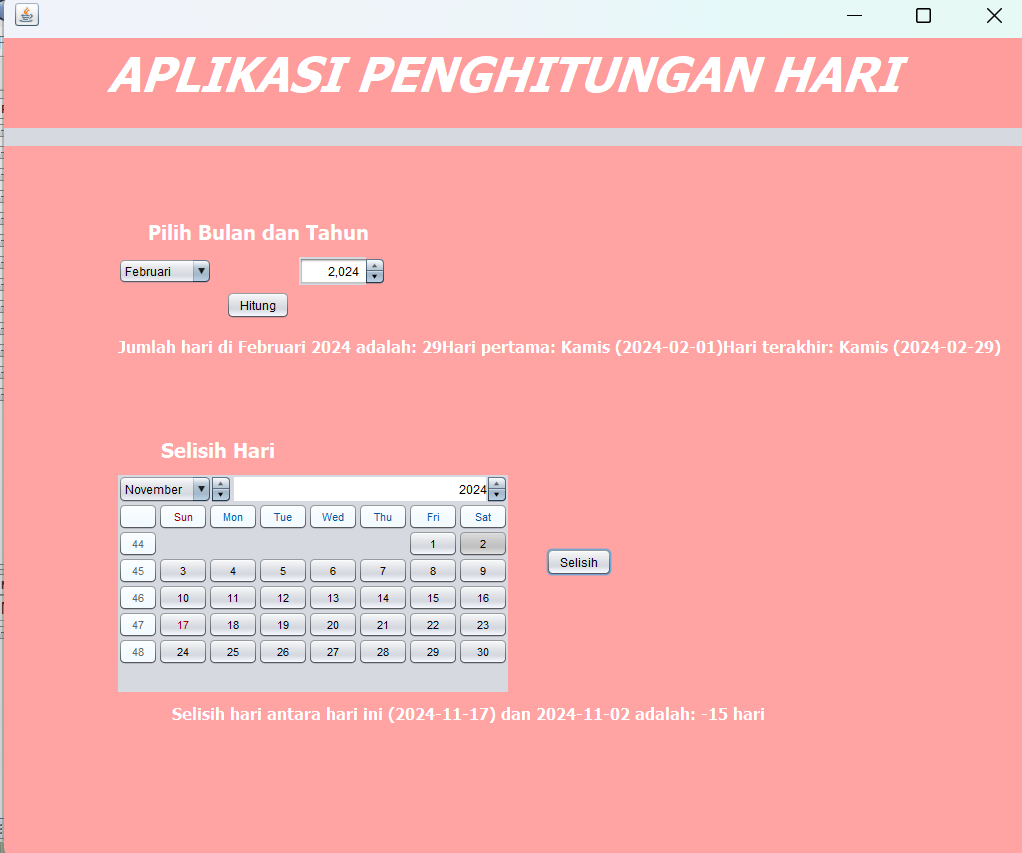 APLIKASI PENGHITUNGAN HARI
Pilih Bulan dan Tahun
Februari 2,024
Hitung
Jumlah hari di Februari 2024 adalah: 29Hari pertama: Kamis (2024-02-01)Hari terakhir: Kamis (2024-02-29)
Selisih Hari
November 2024
Sun Mon Tue Wed Thu Fri Sat
44 1 2
45 3 4 5 6 7 8 9
46 10 11 12 13 14 15 16
47 17 18 19 20 21 22 23
48 24 25 26 27 28 29 30
Selisih
Selisih hari antara hari ini (2024-11-17) dan 2024-11-02 adalah: -15 hari